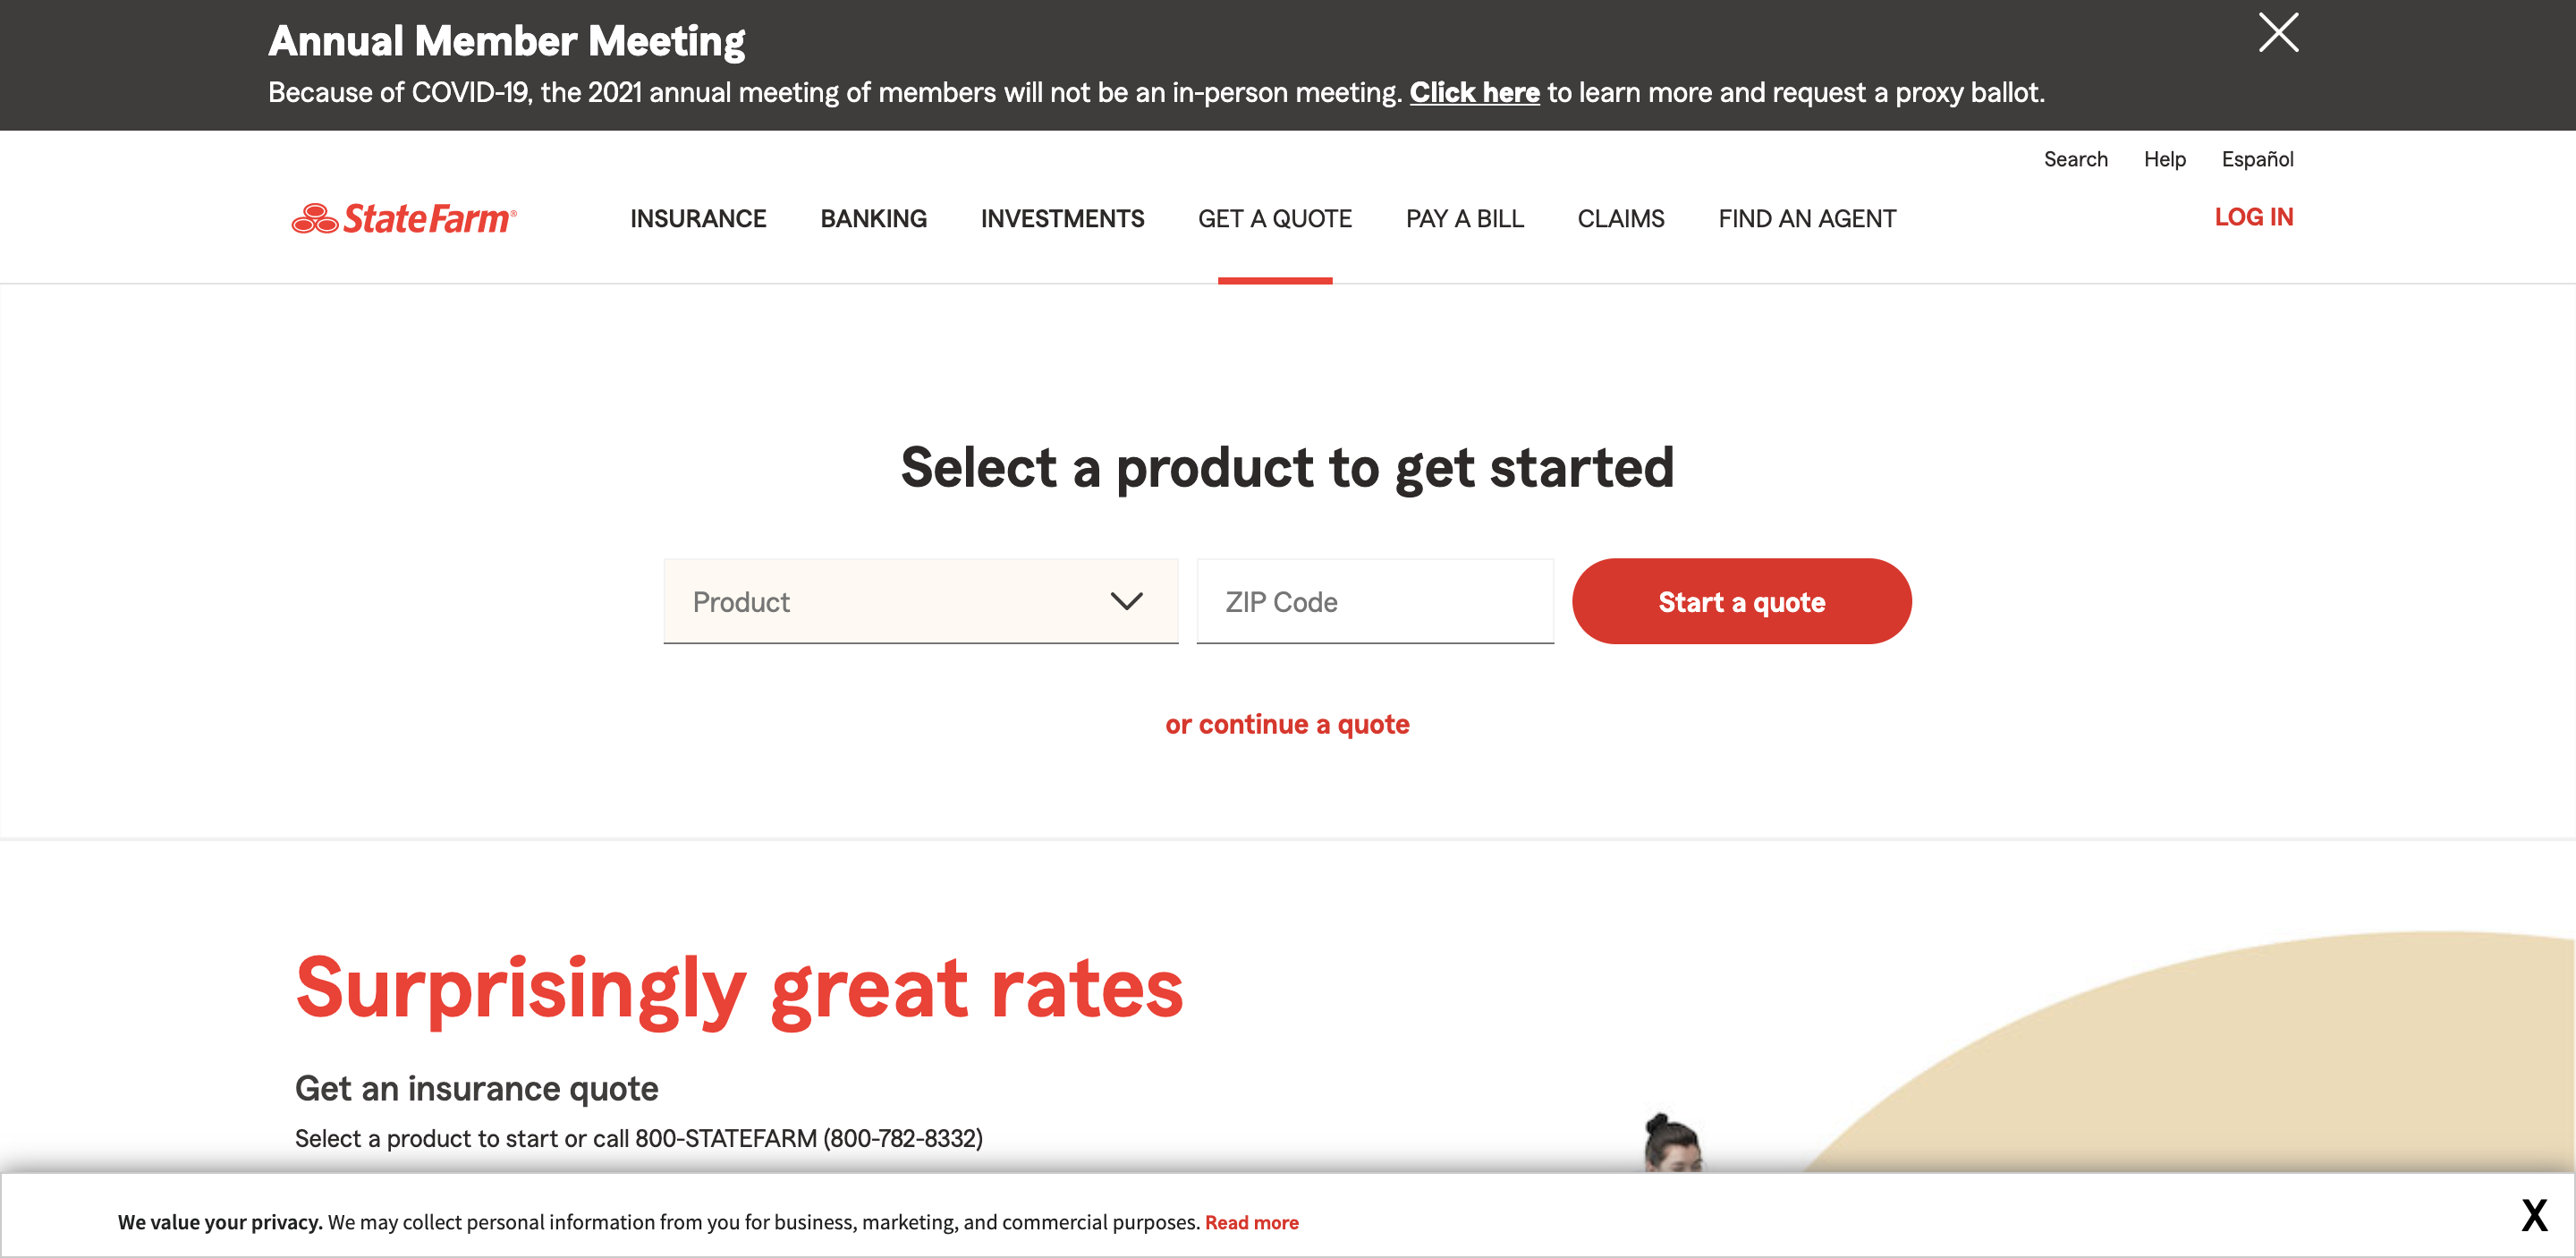 Annual Member Meeting
Because of COVID-19, the 2021 annual meeting of members will not be an in-person meeting. Click here to learn more and request a proxy ballot.
Search Help Español
StateFarm® INSURANCE BANKING INVESTMENTS GET A QUOTE PAY A BILL CLAIMS FIND AN AGENT LOG IN
Select a product to get started
Product ZIP Code Start a quote
or continue a quote
Surprisingly great rates
Get an insurance quote
Select a product to start or call 800-STATEFARM (800-782-8332)
We value your privacy. We may collect personal information from you for business, marketing, and commercial purposes. Read more X